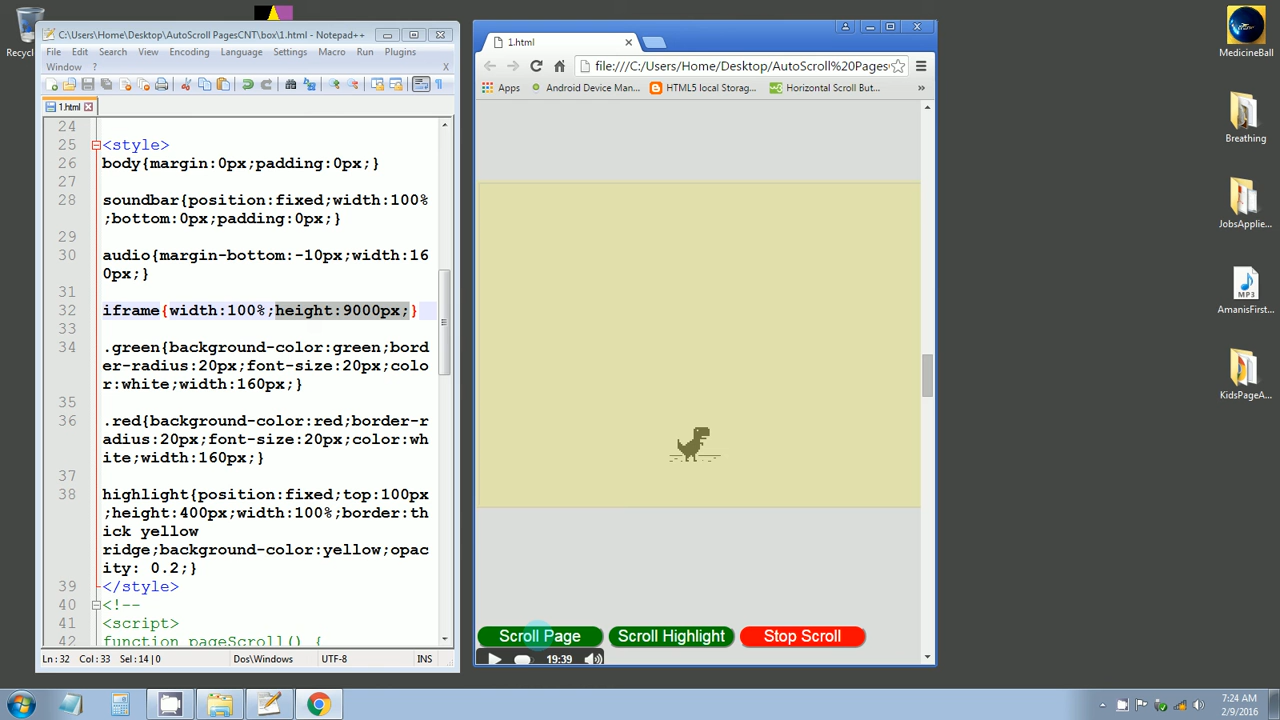 Recycl
C:\Users\Home\Desktop\AutoScroll PagesCNT\box\1.html - Notepad++
File Edit Search View Encoding Language Settings Macro Run Plugins
Window X
1.html
24
25 <style>
26 body{margin:0px;padding:0px;}
27
28 soundbar{position:fixed;width:100%
;bottom:0px;padding:0px;}
29
30 audio{margin-bottom:-10px;width:16
0px;}
31
32 iframe{width:100%;height:9000px;}
33
34 .green{background-color:green;bord
er-radius:20px;font-size:20px;colo
r:white;width:160px;}
35
36 .red{background-color:red;border-r
adius:20px;font-size:20px;color:wh
ite;width:160px;}
37
38 highlight{position:fixed;top:100px
;height:400px;width:100%;border:th
ick yellow
ridge;background-color:yellow;opac
ity: 0.2;}
39 </style>
40 <!--
41 <script>
42 function pageScroll() {
Ln:32 Col:33 Sel:14|0 Dos\Windows UTF-8 INS
1.html
file:///C:/Users/Home/Desktop/AutoScroll%20Pages
Apps Android Device Man... HTML5 local Storag... Horizontal Scroll But... »
Scroll Page Scroll Highlight Stop Scroll
19:39
MedicineBall
Breathing
JobsApplie...
MP3
AmanisFirst...
KidsPageA...
7:24 AM
2/9/2016